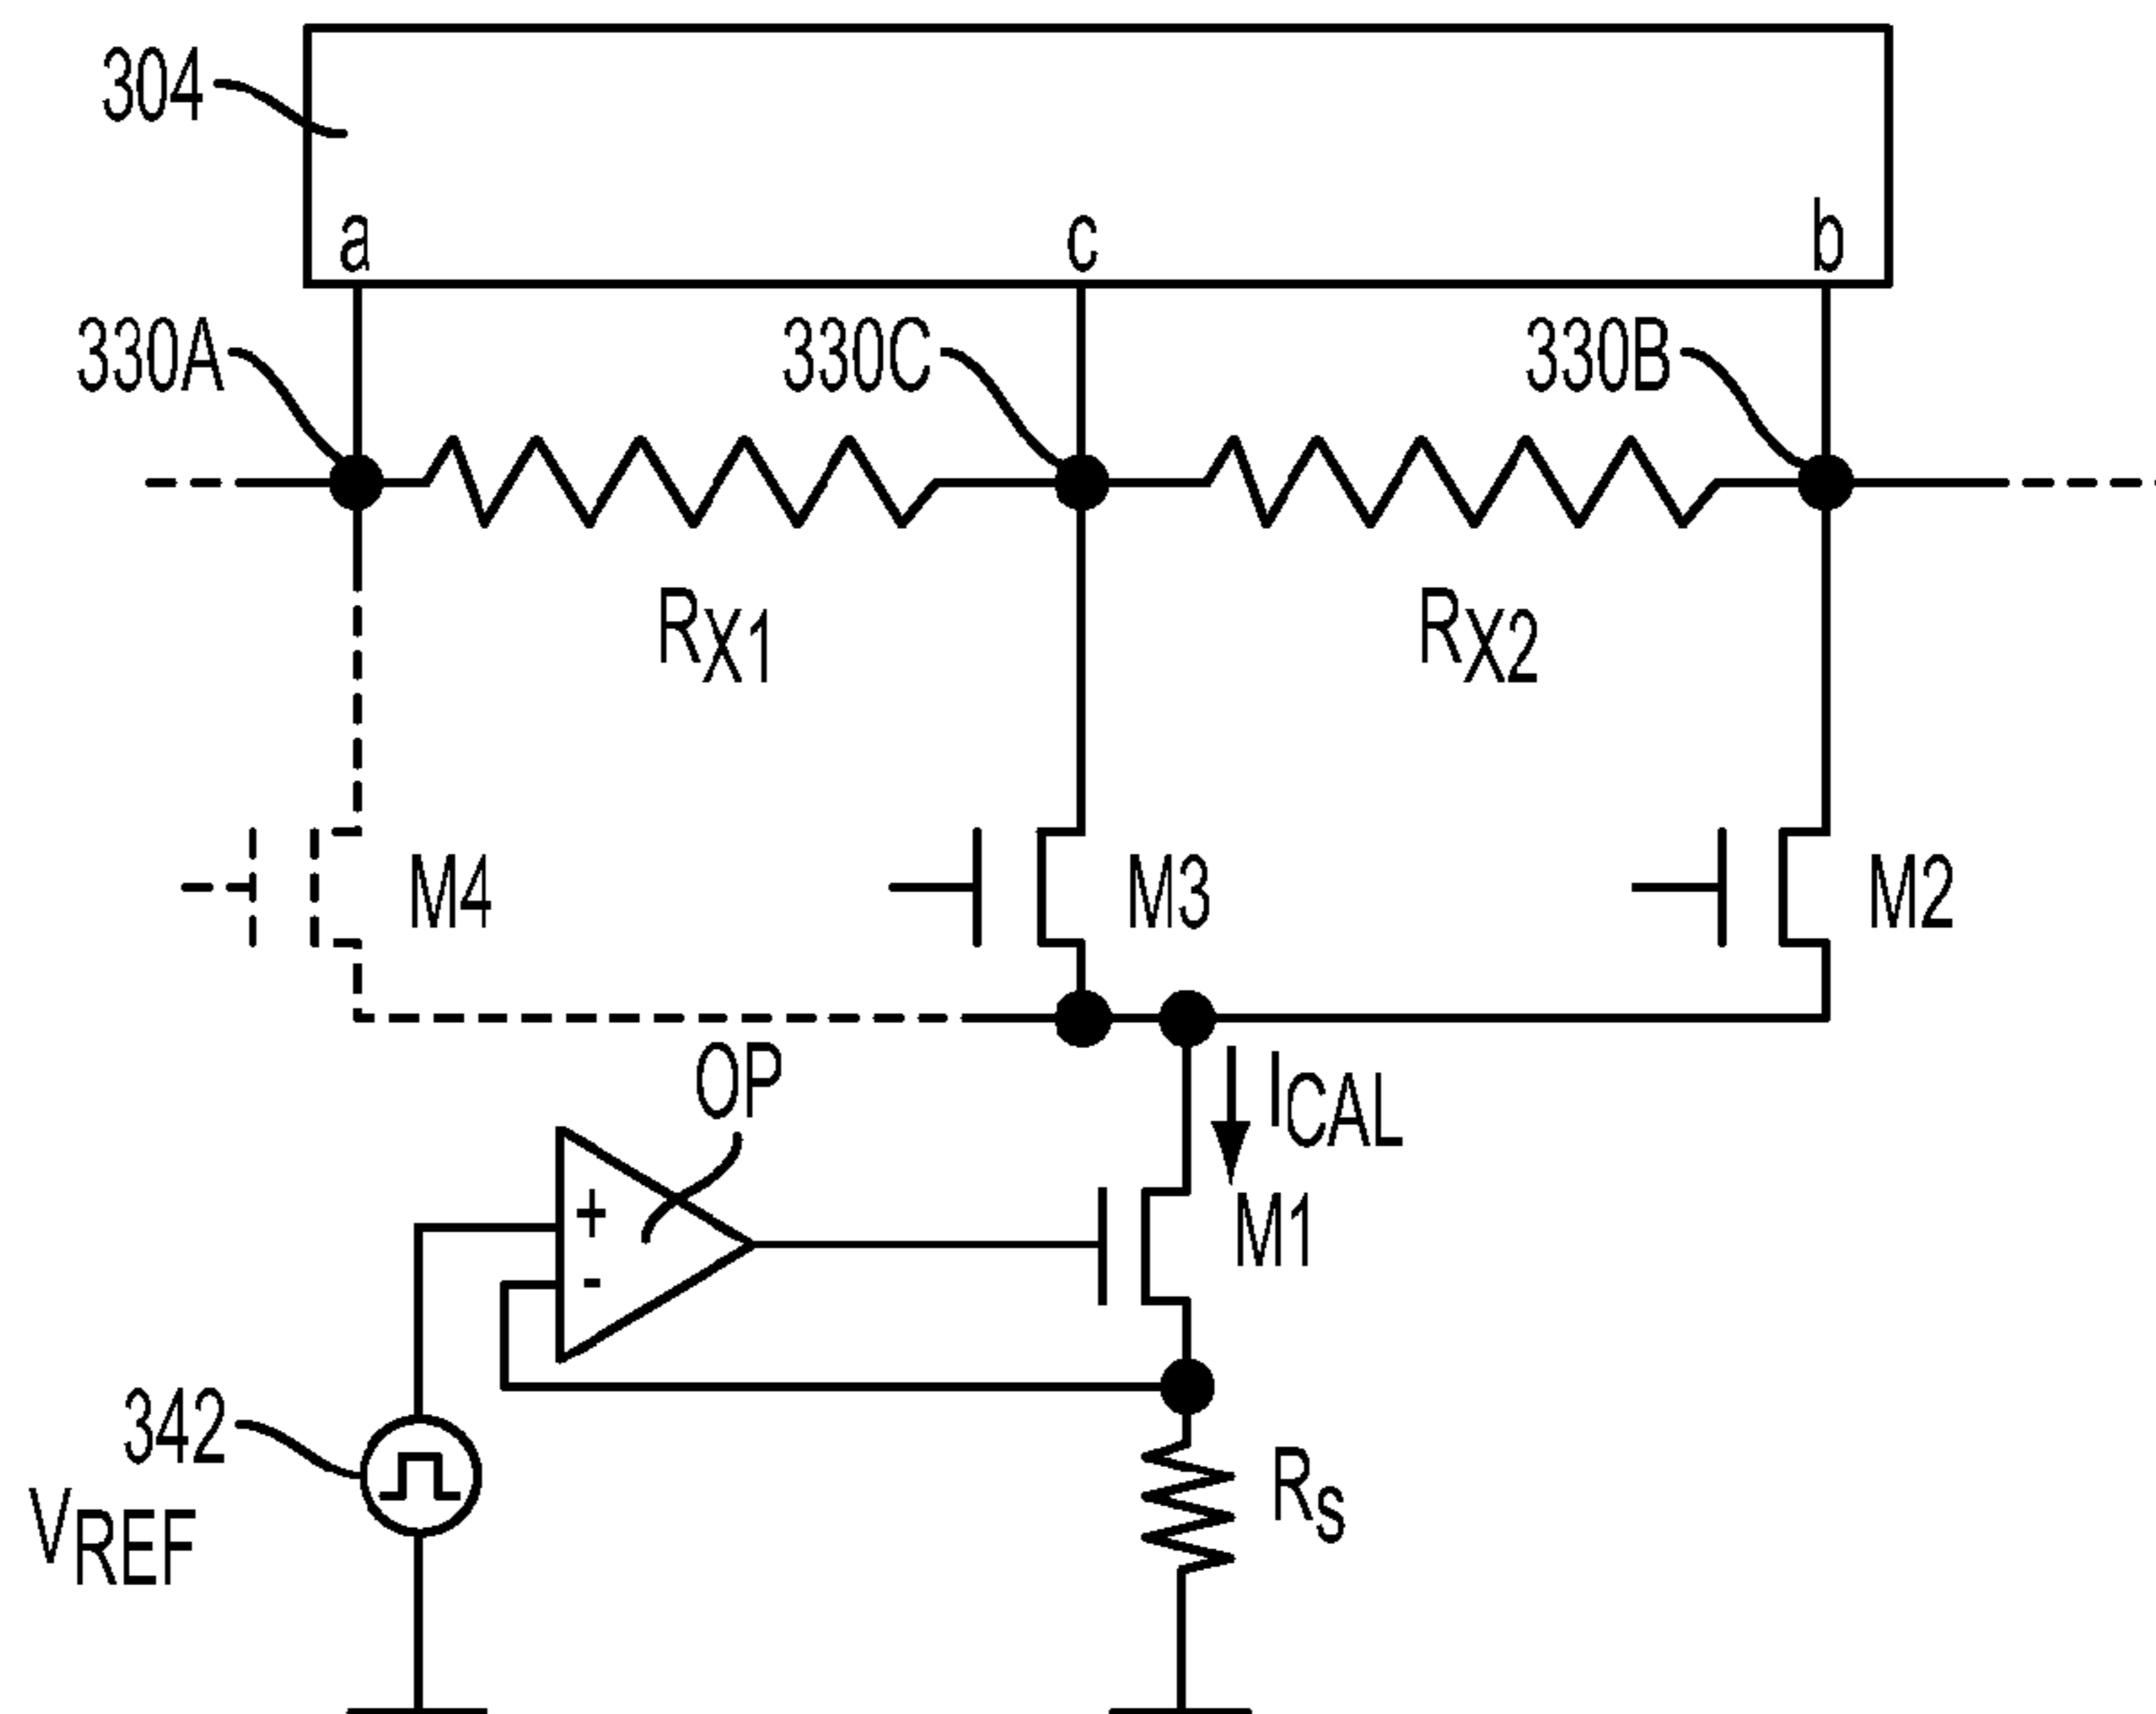 304
a c b
330A 330C 330B
RX1 RX2
M4 M3 M2
OP
ICAL
+
M1
-
342
VREF
RS